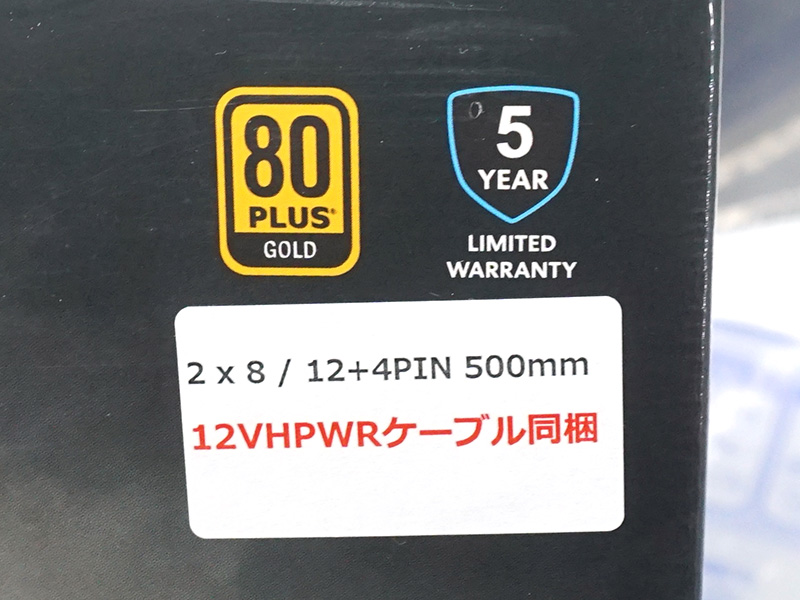 80
PLUS®
GOLD
5
YEAR
LIMITED
WARRANTY
2 x 8 / 12+4PIN 500mm
12VHPWRケーブル同梱